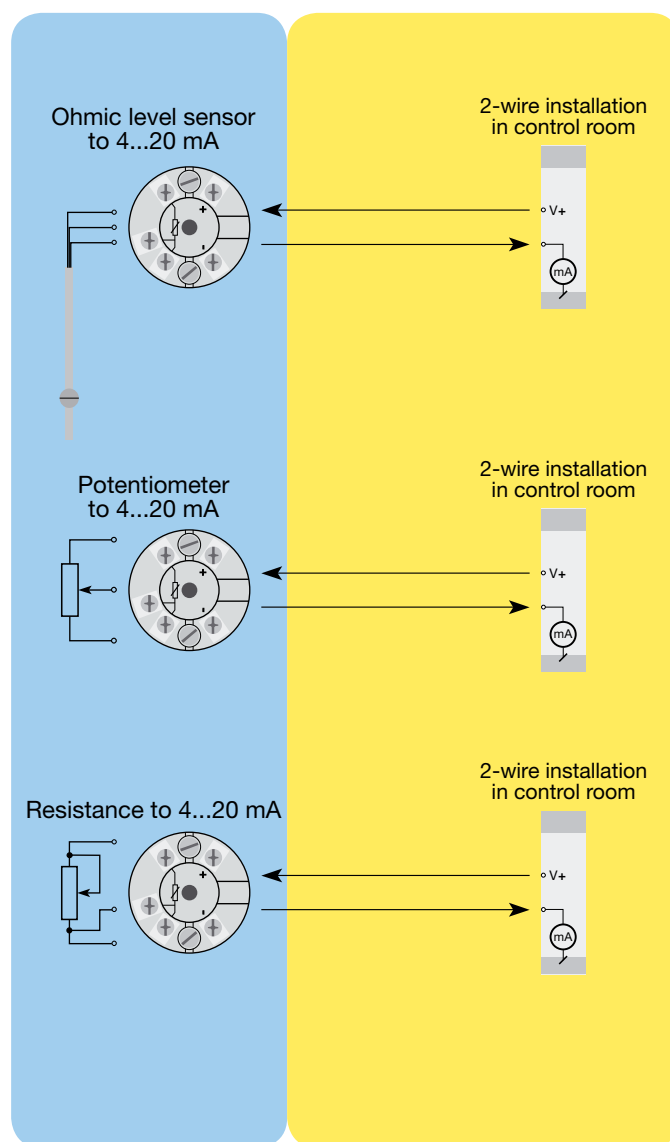 Ohmic level sensor
to 4...20 mA
2-wire installation
in control room
+
-
V+
mA
Potentiometer
to 4...20 mA
2-wire installation
in control room
+
-
V+
mA
Resistance to 4...20 mA
2-wire installation
in control room
+
-
V+
mA